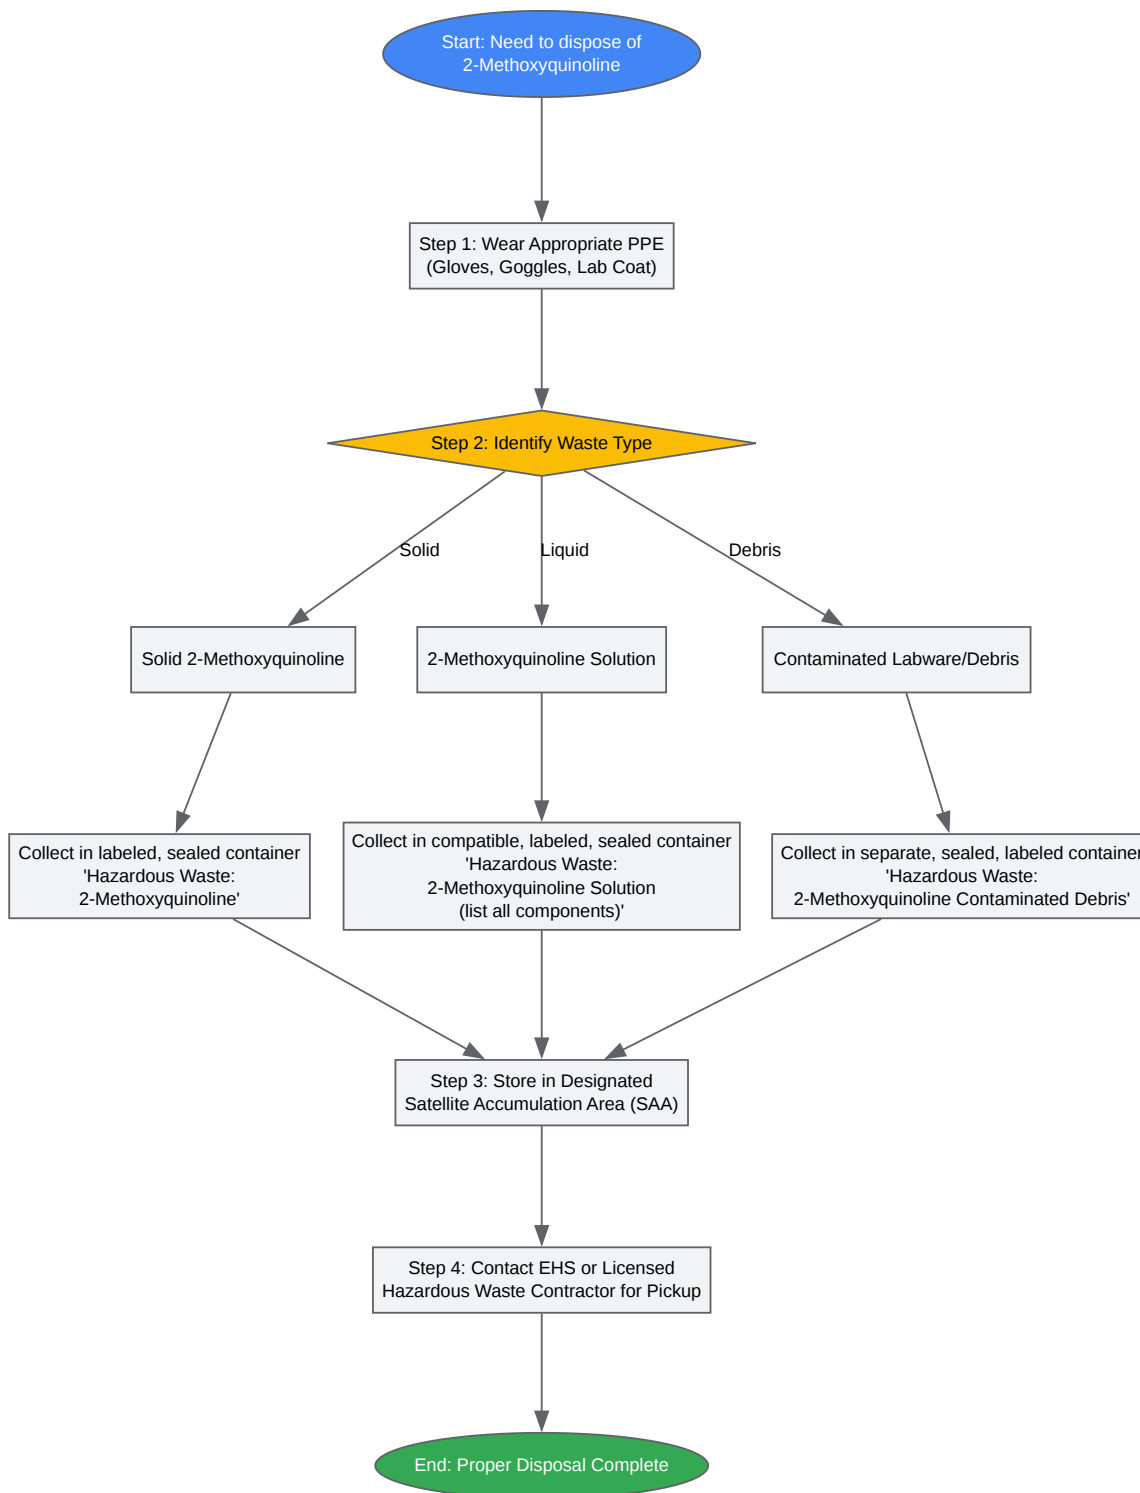 Start: Need to dispose of
2-Methoxyquinoline
Step 1: Wear Appropriate PPE
(Gloves, Goggles, Lab Coat)
Step 2: Identify Waste Type
Solid
Liquid
Debris
Solid 2-Methoxyquinoline
2-Methoxyquinoline Solution
Contaminated Labware/Debris
Collect in labeled, sealed container
'Hazardous Waste:
2-Methoxyquinoline'
Collect in compatible, labeled, sealed container
'Hazardous Waste:
2-Methoxyquinoline Solution
(list all components)'
Collect in separate, sealed, labeled container
'Hazardous Waste:
2-Methoxyquinoline Contaminated Debris'
Step 3: Store in Designated
Satellite Accumulation Area (SAA)
Step 4: Contact EHS or Licensed
Hazardous Waste Contractor for Pickup
End: Proper Disposal Complete